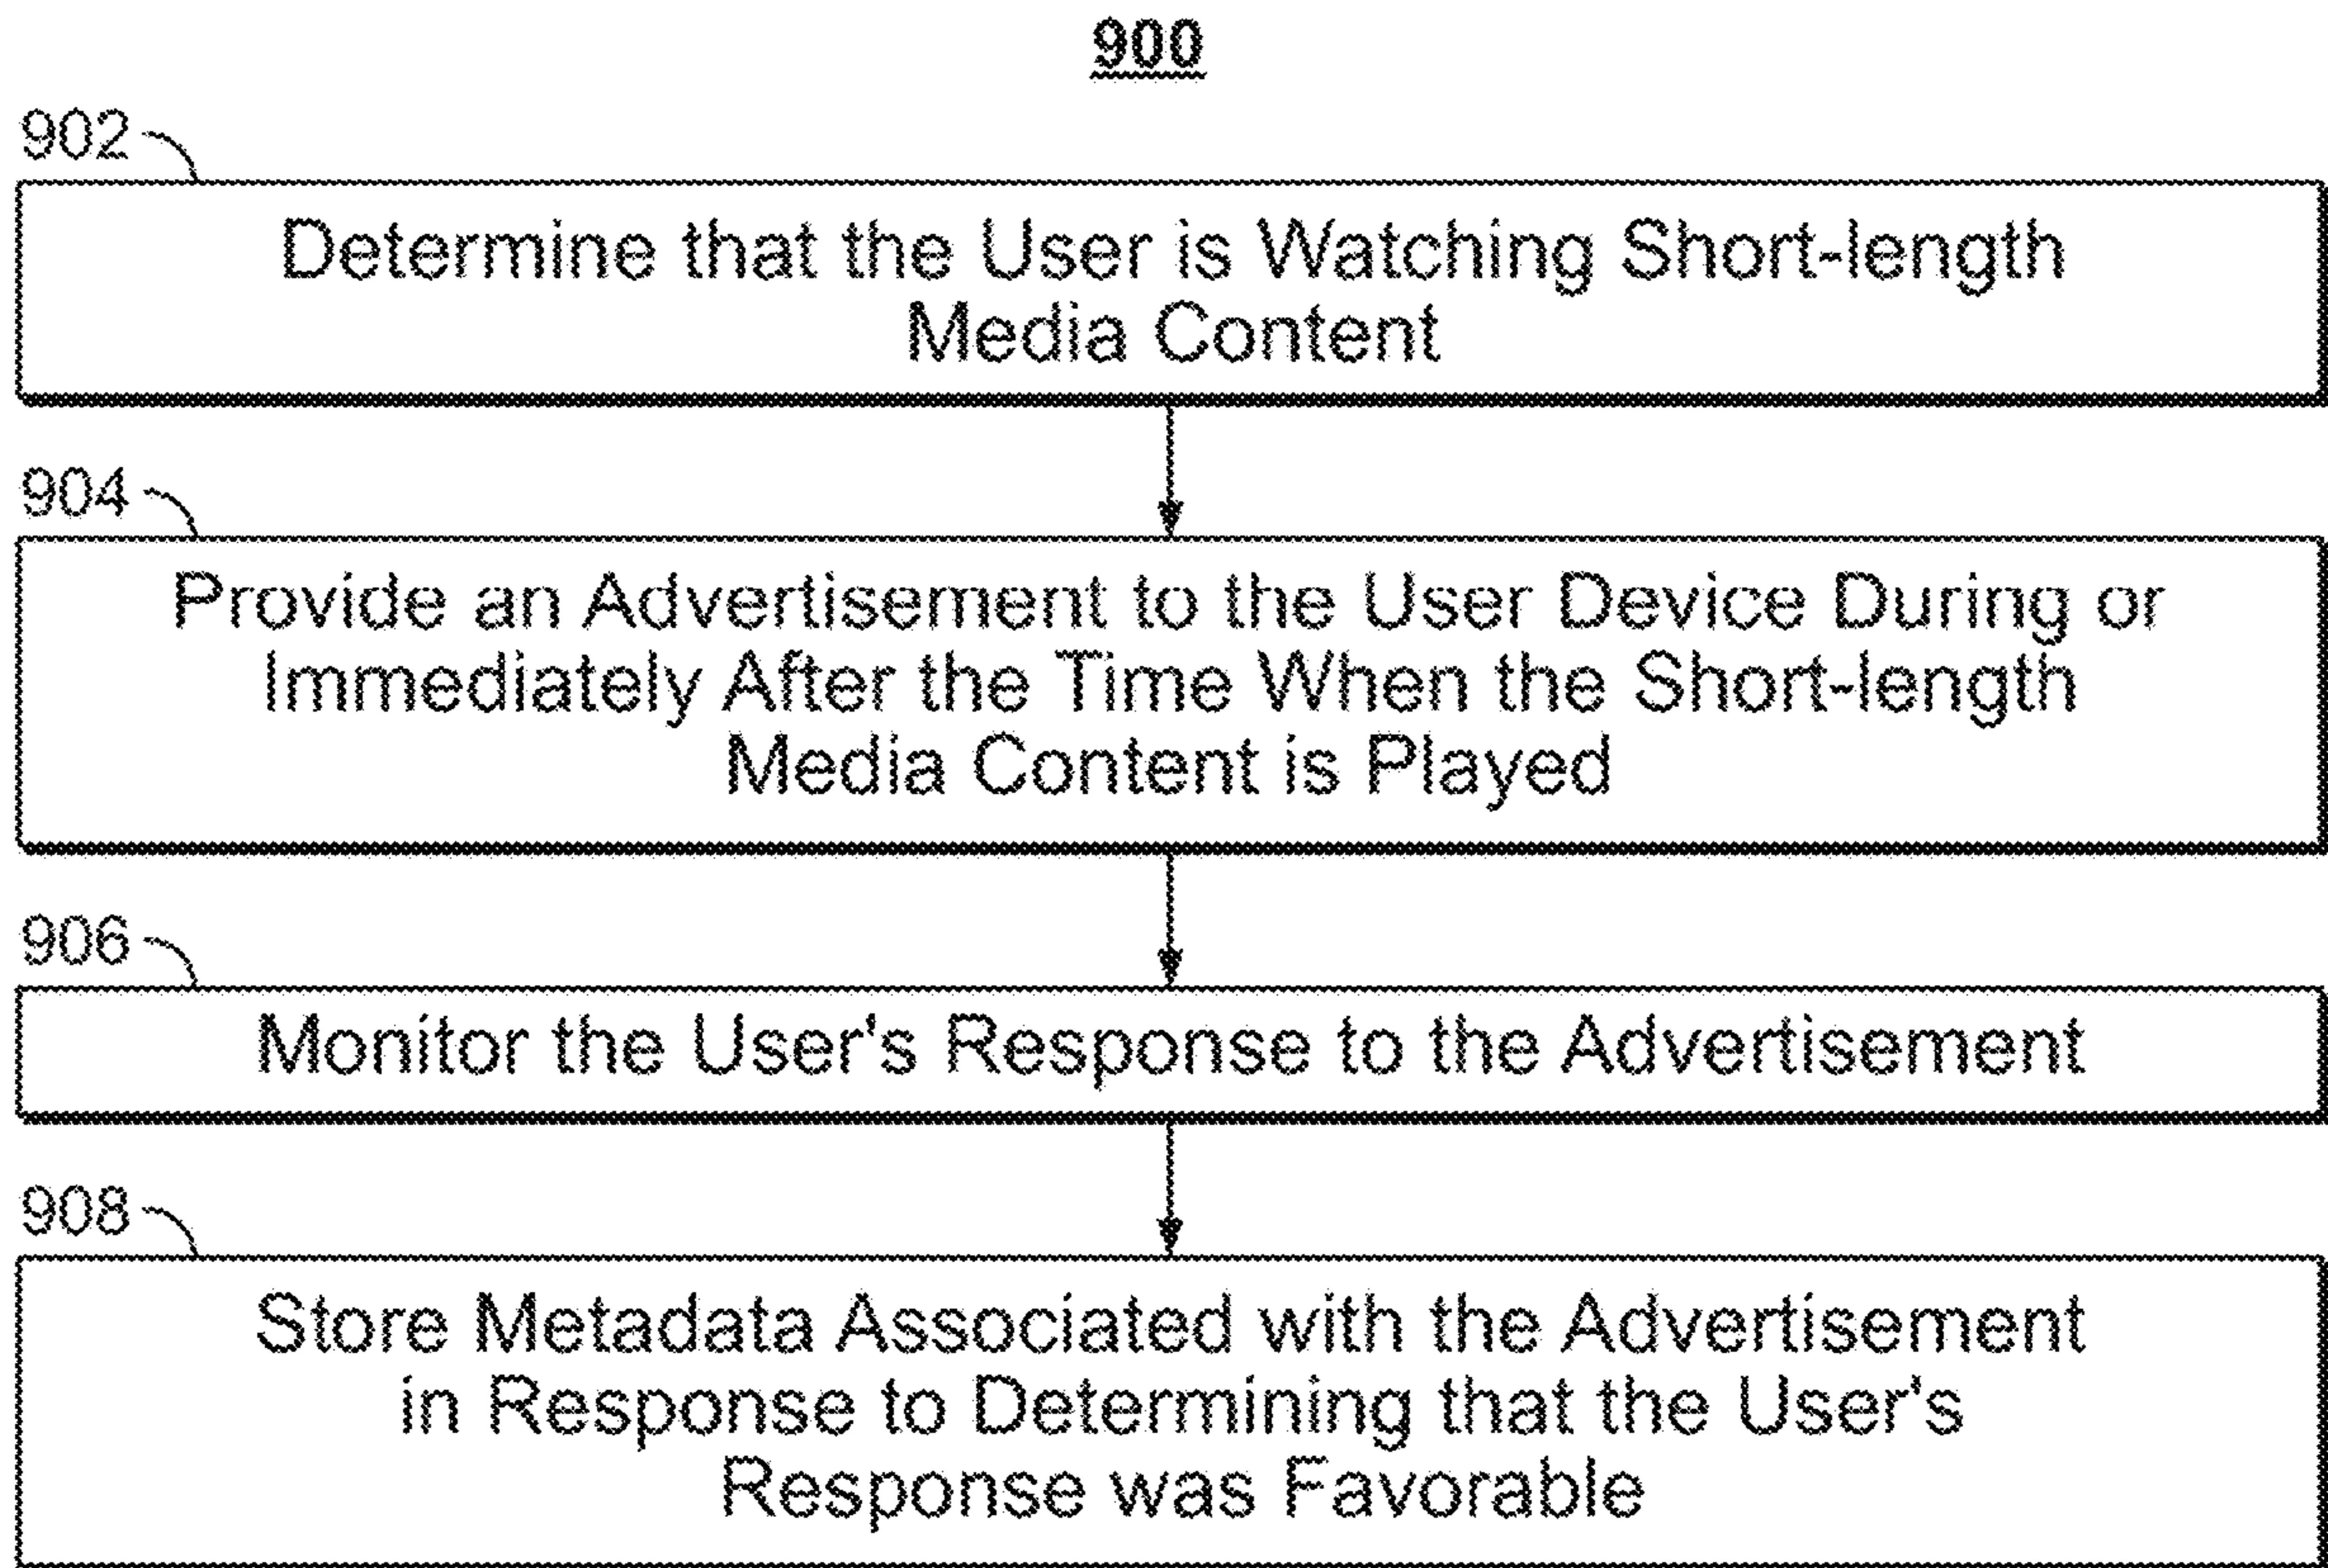 900
902
Determine that the User is Watching Short-length
Media Content
904
Provide an Advertisement to the User Device During or
Immediately After the Time When the Short-length
Media Content is Played
906
Monitor the User's Response to the Advertisement
908
Store Metadata Associated with the Advertisement
in Response to Determining that the User's
Response was Favorable